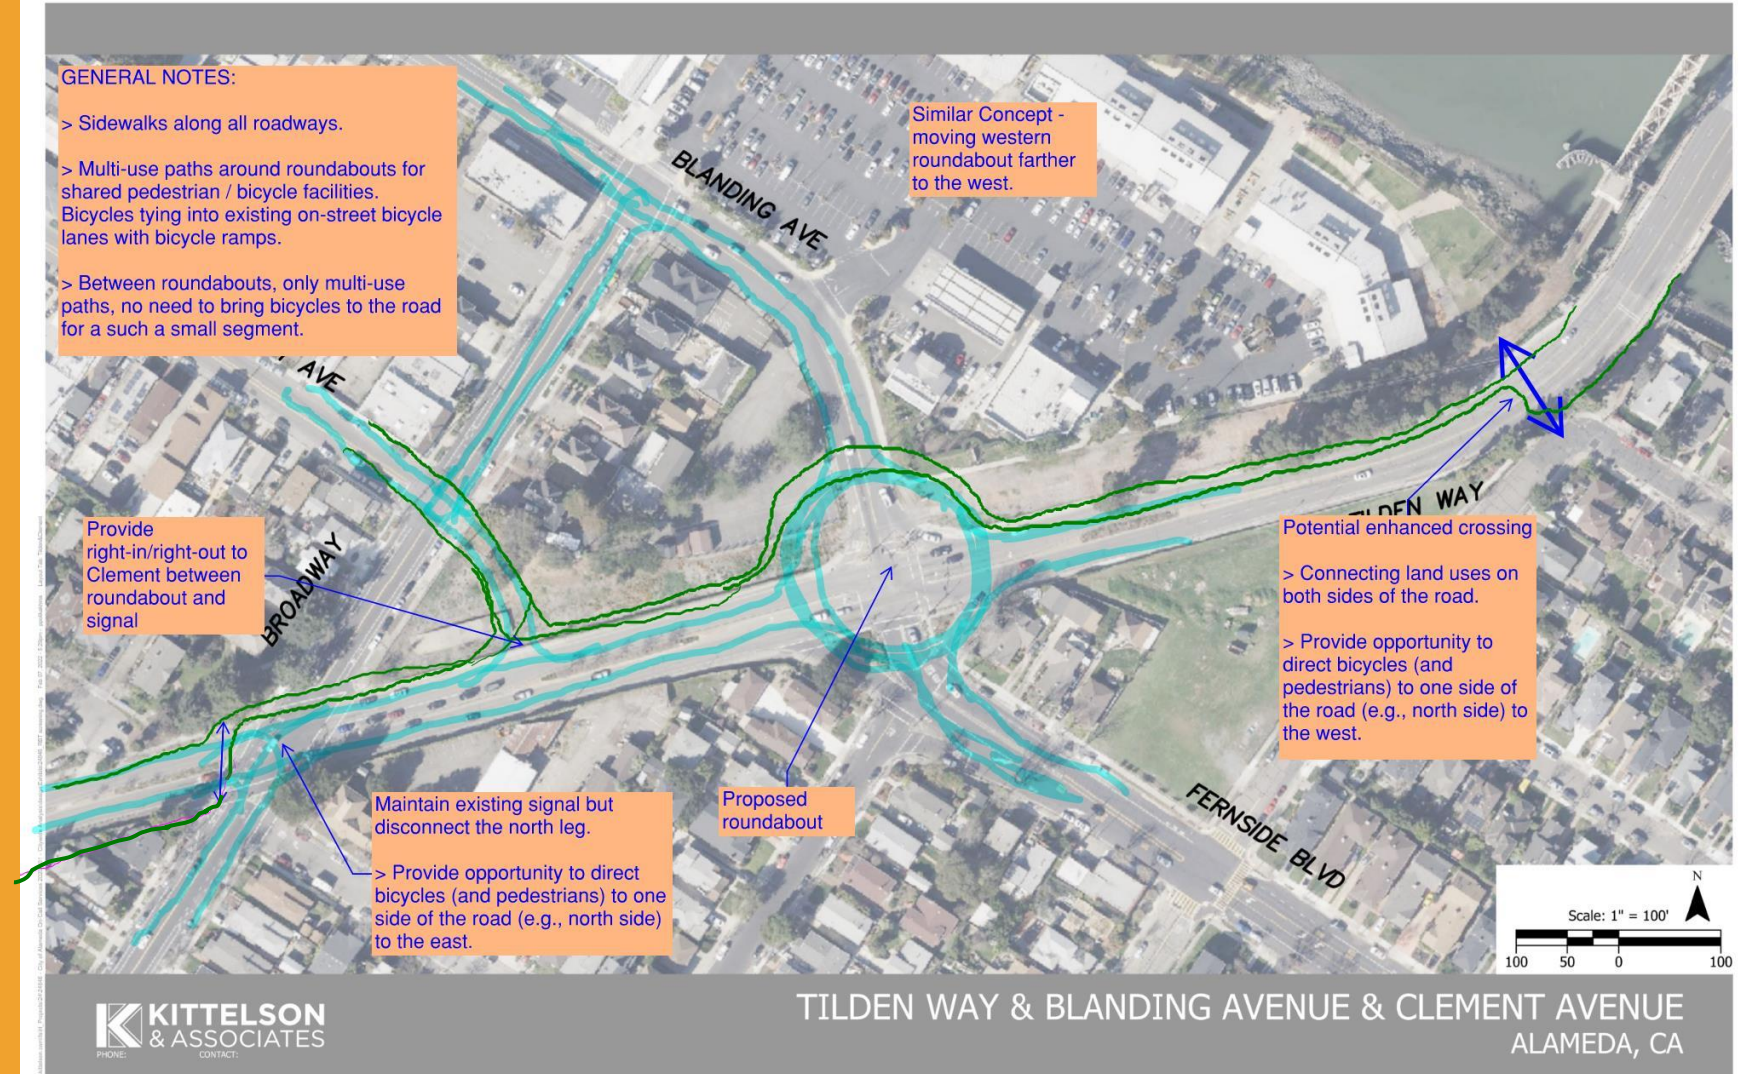 GENERAL NOTES:
> Sidewalks along all roadways.
> Multi-use paths around roundabouts for
shared pedestrian / bicycle facilities.
Bicycles tying into existing on-street bicycle
lanes with bicycle ramps.
> Between roundabouts, only multi-use
paths, no need to bring bicycles to the road
for a such a small segment.
Similar Concept -
moving western
roundabout farther
to the west.
BLANDING AVE
AVE
BROADWAY
Provide
right-in/right-out to
Clement between
roundabout and
signal
TILDEN WAY
Potential enhanced crossing
> Connecting land uses on
both sides of the road.
> Provide opportunity to
direct bicycles (and
pedestrians) to one side of
the road (e.g., north side) to
the west.
Maintain existing signal but
disconnect the north leg.
> Provide opportunity to direct
bicycles (and pedestrians) to one
side of the road (e.g., north side)
to the east.
Proposed
roundabout
FERNSIDE BLVD
N
Scale: 1" = 100'
100 50 0 100
KITTELSON
& ASSOCIATES
PHONE: CONTACT:
TILDEN WAY & BLANDING AVENUE & CLEMENT AVENUE
ALAMEDA, CA